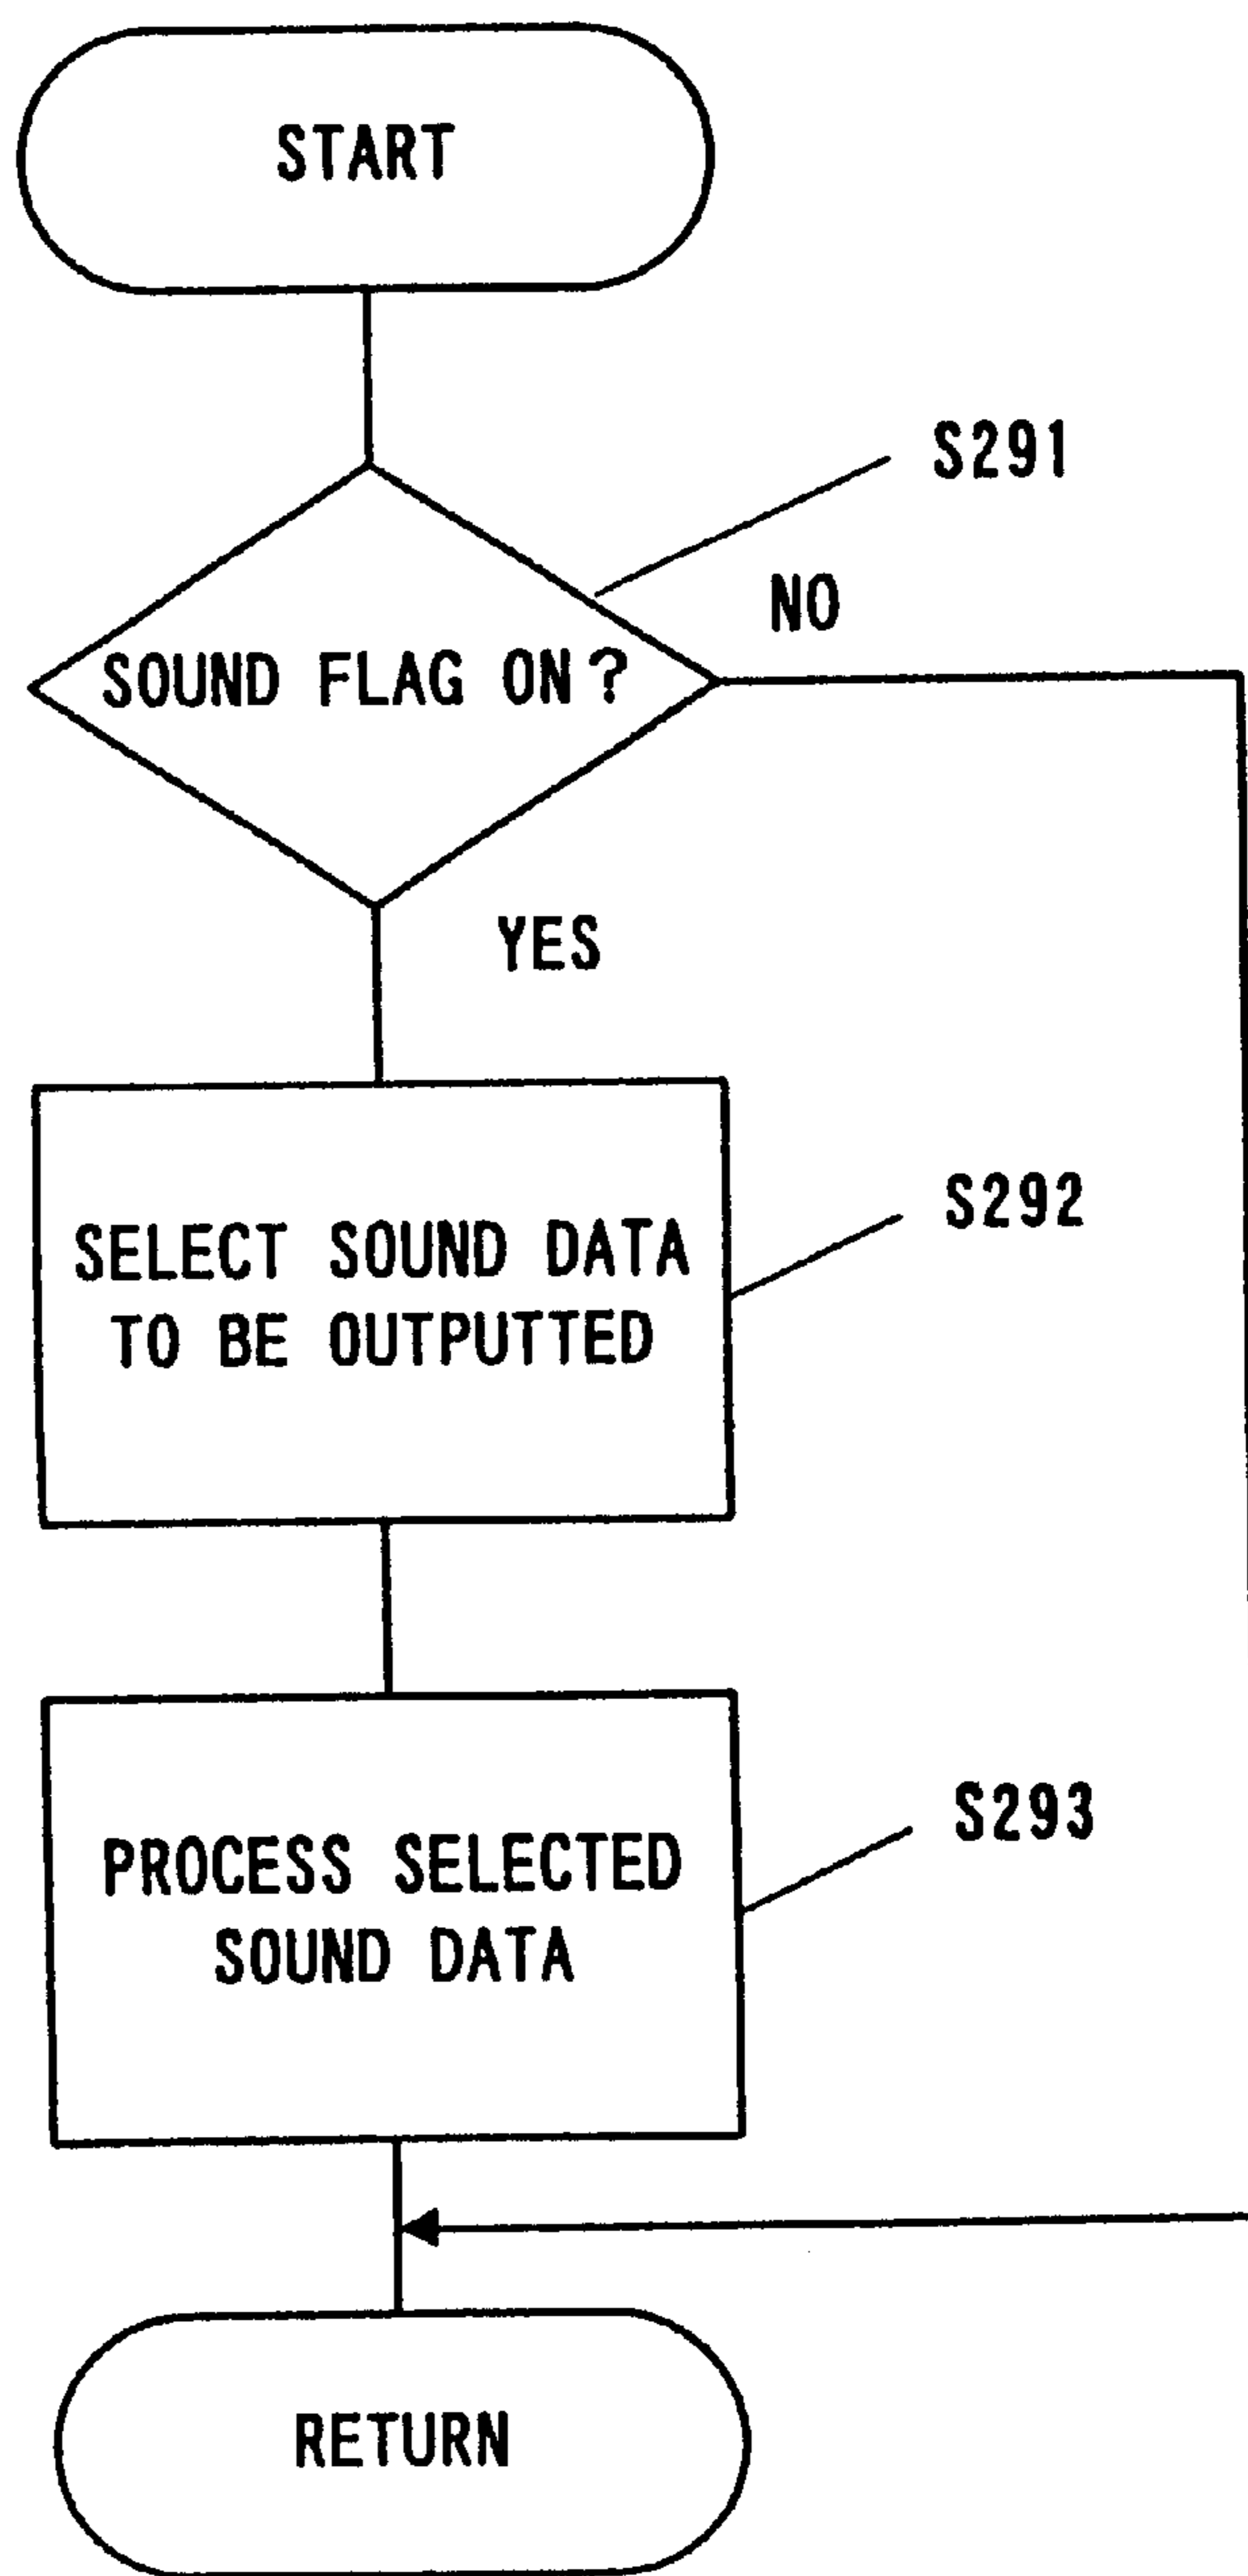 START
S291
NO
SOUND FLAG ON?
YES
S292
SELECT SOUND DATA
TO BE OUTPUTTED
S293
PROCESS SELECTED
SOUND DATA
RETURN